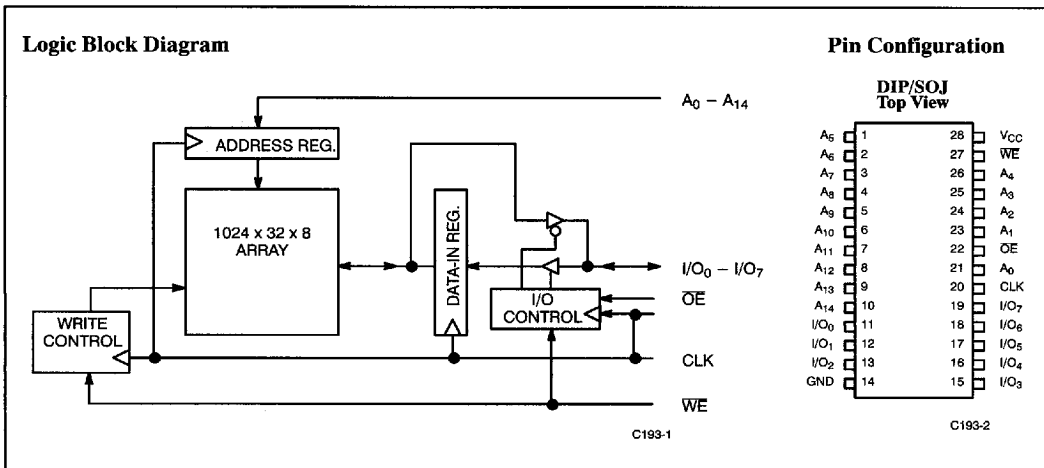 Logic Block Diagram
A0 – A14
ADDRESS REG.
1024 x 32 x 8
ARRAY
DATA-IN REG.
I/O0 – I/O7
OE
I/O
CONTROL
WRITE
CONTROL
CLK
WE
C193-1
Pin Configuration
DIP/SOJ
Top View
A5 1 28 VCC
A6 2 27 WE
A7 3 26 A4
A8 4 25 A3
A9 5 24 A2
A10 6 23 A1
A11 7 22 OE
A12 8 21 A0
A13 9 20 CLK
A14 10 19 I/O7
I/O0 11 18 I/O6
I/O1 12 17 I/O5
I/O2 13 16 I/O4
GND 14 15 I/O3
C193-2